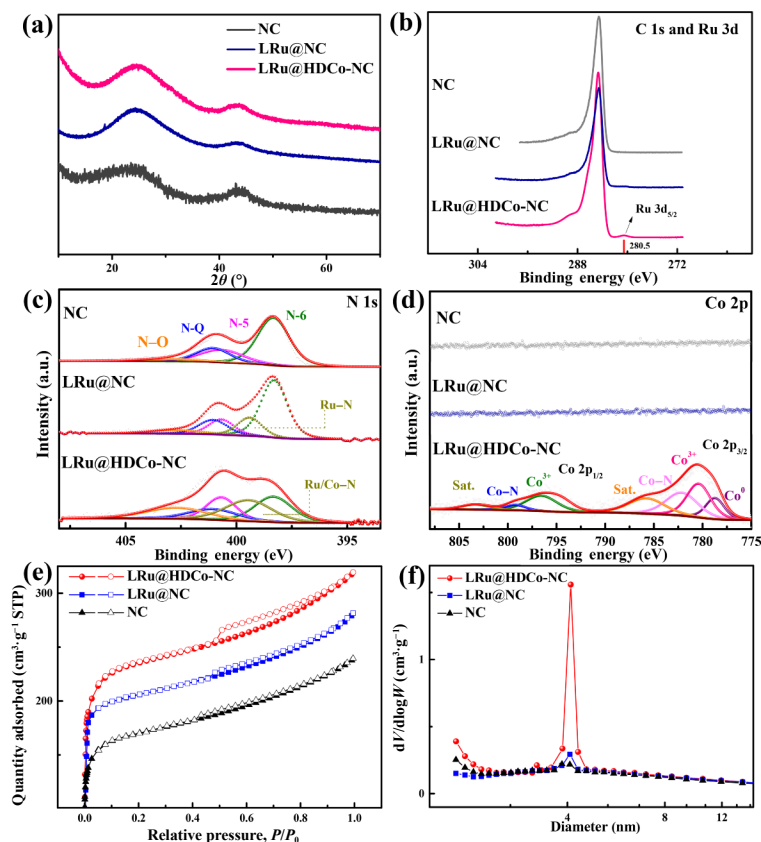 (a)
NC
LRu@NC
LRu@HDCo-NC
20
40
60
2θ (°)
(b)
C 1s and Ru 3d
NC
LRu@NC
LRu@HDCo-NC
Ru 3d5/2
280.5
304
288
272
Binding energy (eV)
(c)
N 1s
NC
N–O
N-Q
N-5
N-6
LRu@NC
Ru–N
LRu@HDCo-NC
Ru/Co–N
Intensity (a.u.)
405
402
399
396
393
Binding energy (eV)
(d)
Co 2p
NC
LRu@NC
LRu@HDCo-NC
Sat.
Co–N
Co3+
Co 2p1/2
Sat.
Co–N
Co3+
Co 2p3/2
Co0
Intensity (a.u.)
805
800
795
790
785
780
775
Binding energy (eV)
(e)
LRu@HDCo-NC
LRu@NC
NC
Quantity adsorbed (cm3·g−1 STP)
300
200
0.0
0.2
0.4
0.6
0.8
1.0
Relative pressure, P/P0
(f)
LRu@HDCo-NC
LRu@NC
NC
dV/dlogW (cm3·g−1)
1
0
4
8
12
Diameter (nm)